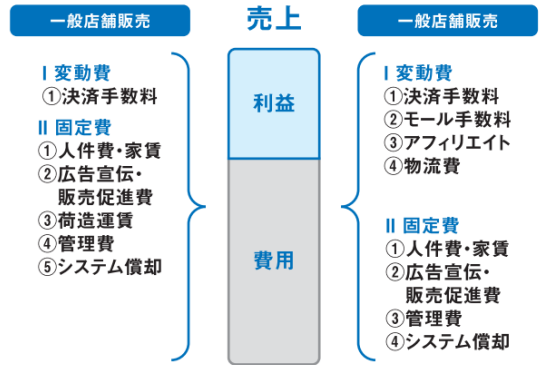 一般店舗販売
Ⅰ 変動費
①決済手数料
Ⅱ 固定費
①人件費・家賃
②広告宣伝・
販売促進費
③荷造運賃
④管理費
⑤システム償却
売上
利益
費用
一般店舗販売
Ⅰ 変動費
①決済手数料
②モール手数料
③アフィリエイト
④物流費
Ⅱ 固定費
①人件費・家賃
②広告宣伝・
販売促進費
③管理費
④システム償却